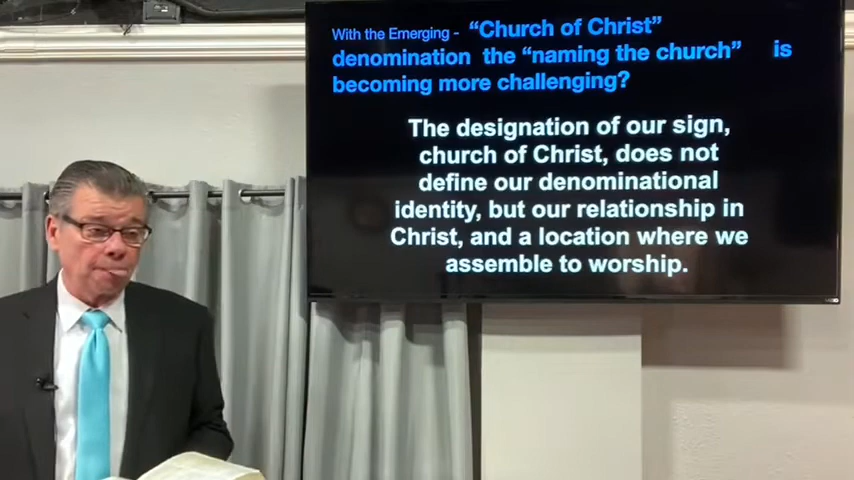 With the Emerging - "Church of Christ"
denomination the "naming the church" is
becoming more challenging?
The designation of our sign,
church of Christ, does not
define our denominational
identity, but our relationship in
Christ, and a location where we
assemble to worship.